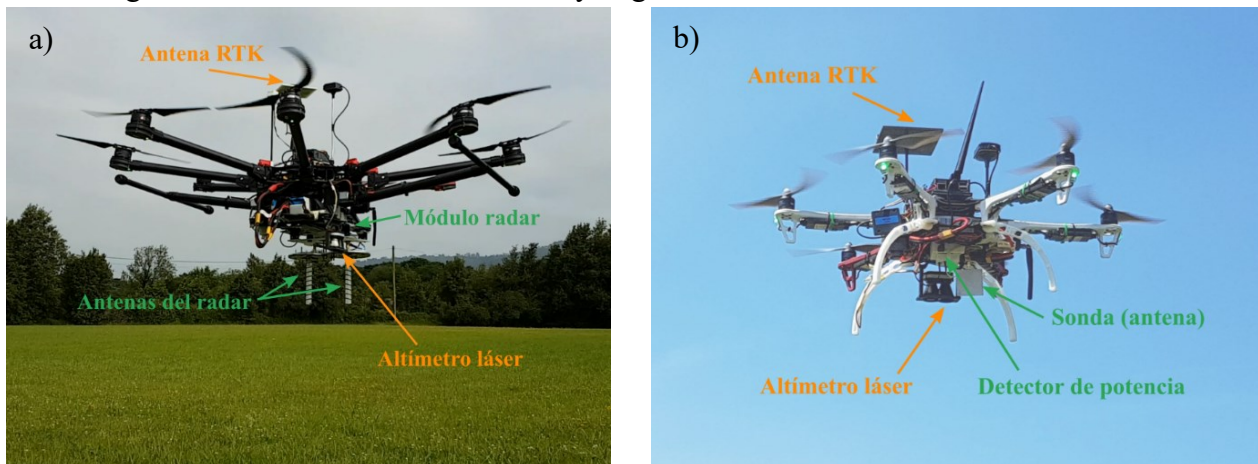 a)
Antena RTK
Módulo radar
Antenas del radar
Altímetro láser
b)
Antena RTK
Sonda (antena)
Altímetro láser
Detector de potencia